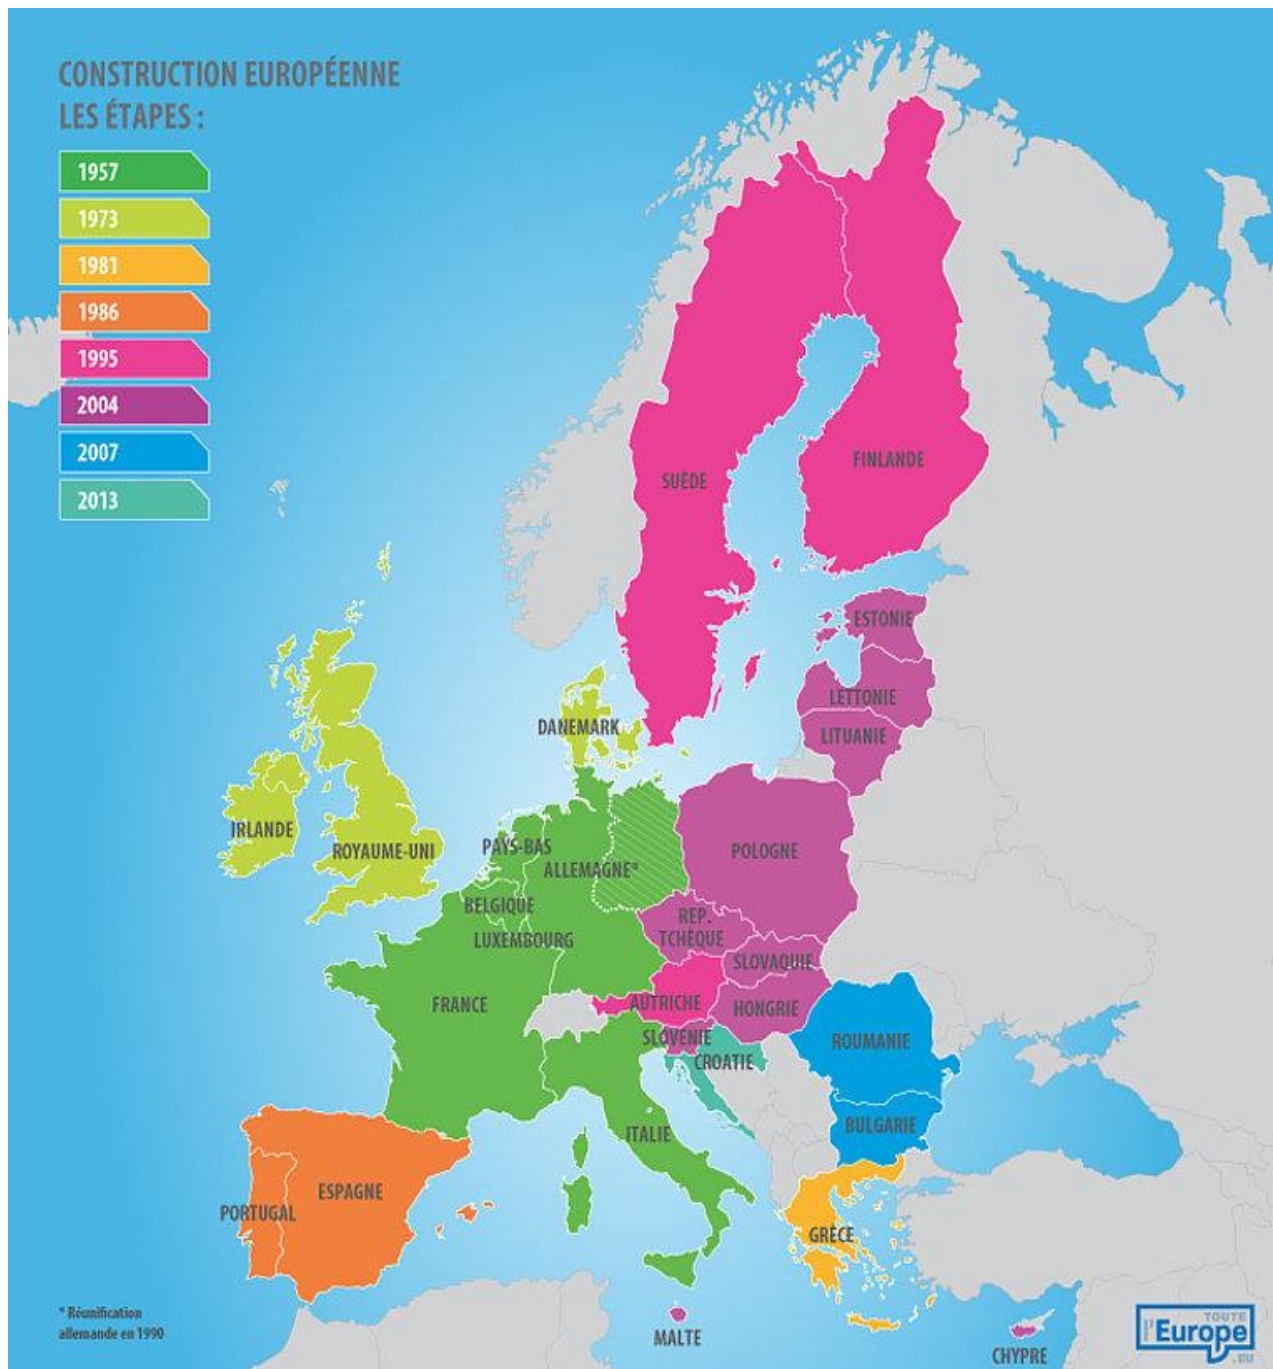 CONSTRUCTION EUROPÉENNE
LES ÉTAPES :
1957
1973
1981
1986
1995
2004
2007
2013
SUÈDE
FINLANDE
ESTONIE
LETTONIE
LITUANIE
DANEMARK
IRLANDE
ROYAUME-UNI
PAYS-BAS
ALLEMAGNE*
POLOGNE
BELGIQUE
LUXEMBOURG
REP.
TCHÈQUE
SLOVAQUIE
FRANCE
AUTRICHE
HONGRIE
SLOVÉNIE
CROATIE
ROUMANIE
BULGARIE
ITALIE
ESPAGNE
PORTUGAL
GRÈCE
* Réunification
allemande en 1990
MALTE
CHYPRE
TOUTE
l'Europe
.EU